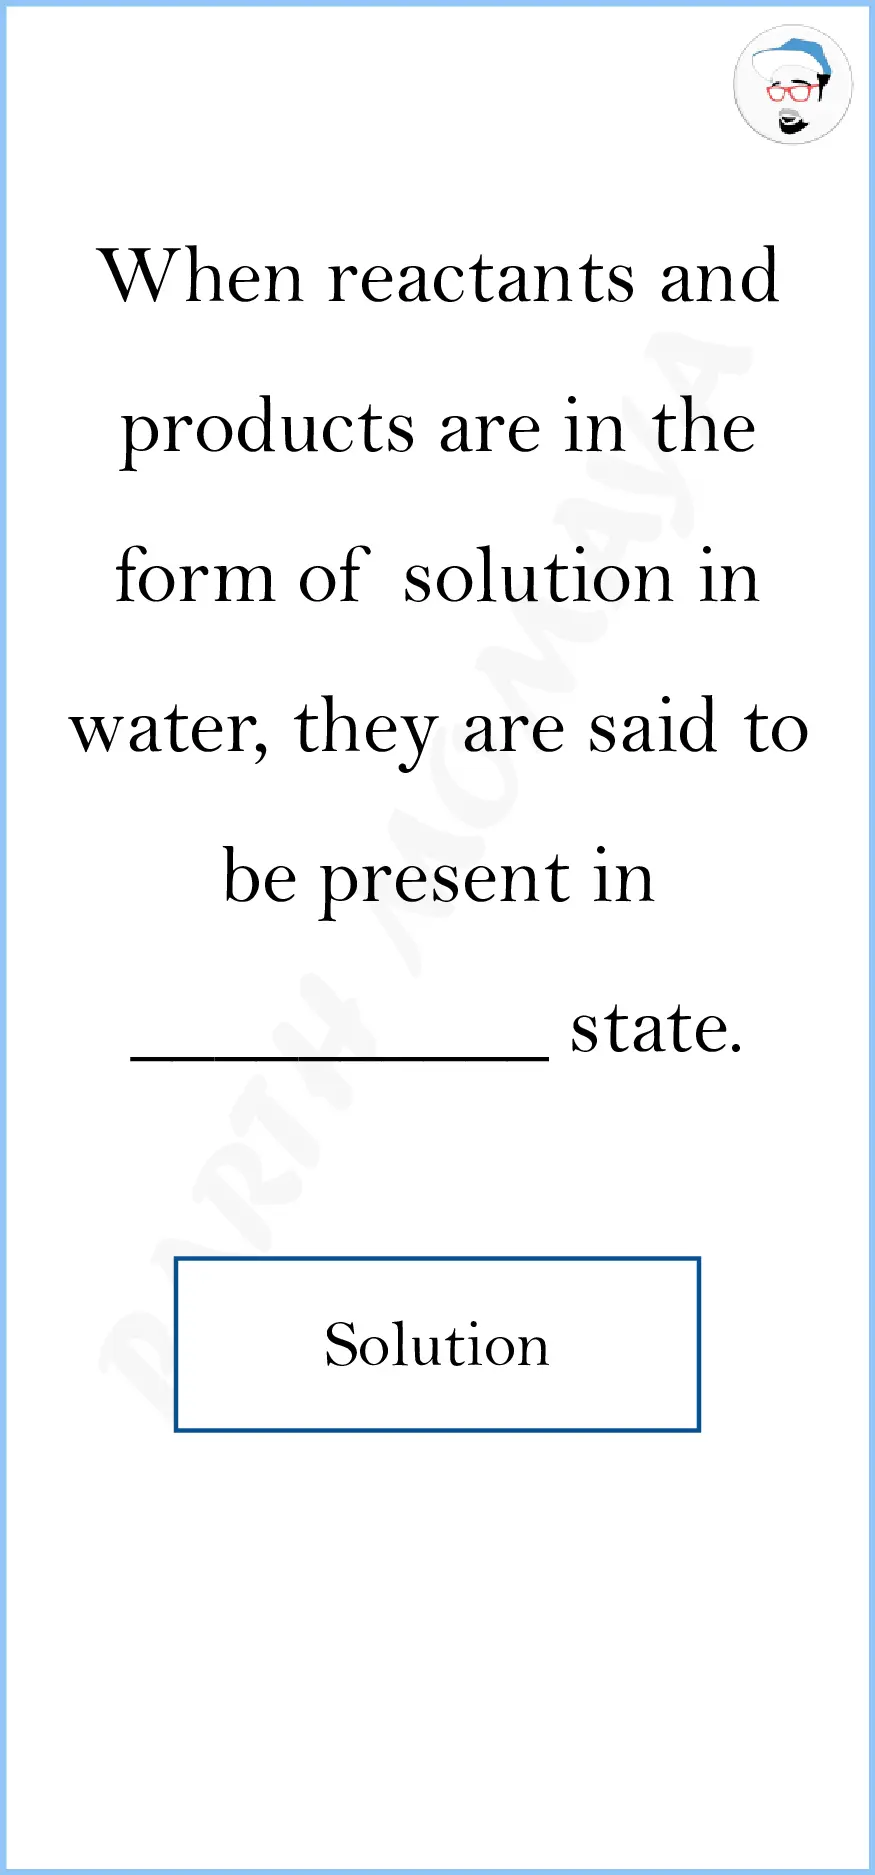 When reactants and
products are in the
form of solution in
water, they are said to
be present in
__________ state.
Solution
PARTH MOMAYA